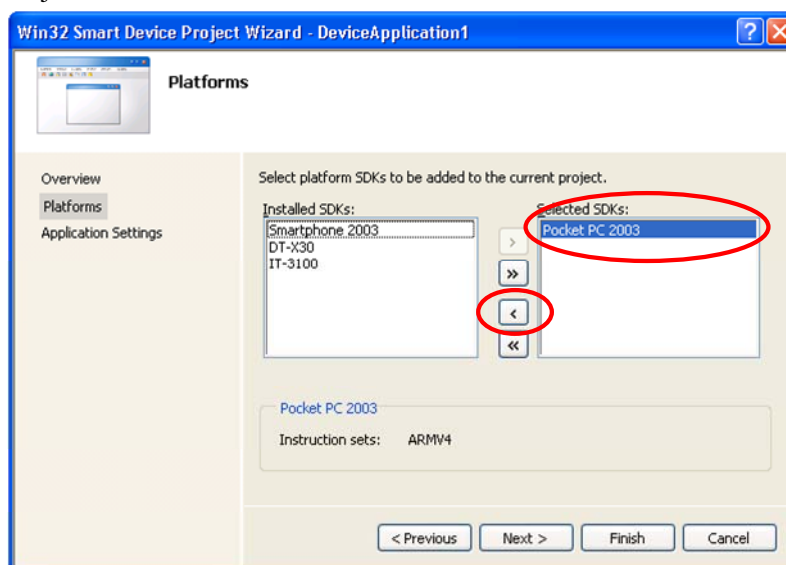 Win32 Smart Device Project Wizard - DeviceApplication1
Platforms
Overview
Platforms
Application Settings
Select platform SDKs to be added to the current project.
Installed SDKs:
Smartphone 2003
DT-X30
IT-3100
>
»
<
«
Selected SDKs:
Pocket PC 2003
Pocket PC 2003
Instruction sets: ARMV4
< Previous
Next >
Finish
Cancel